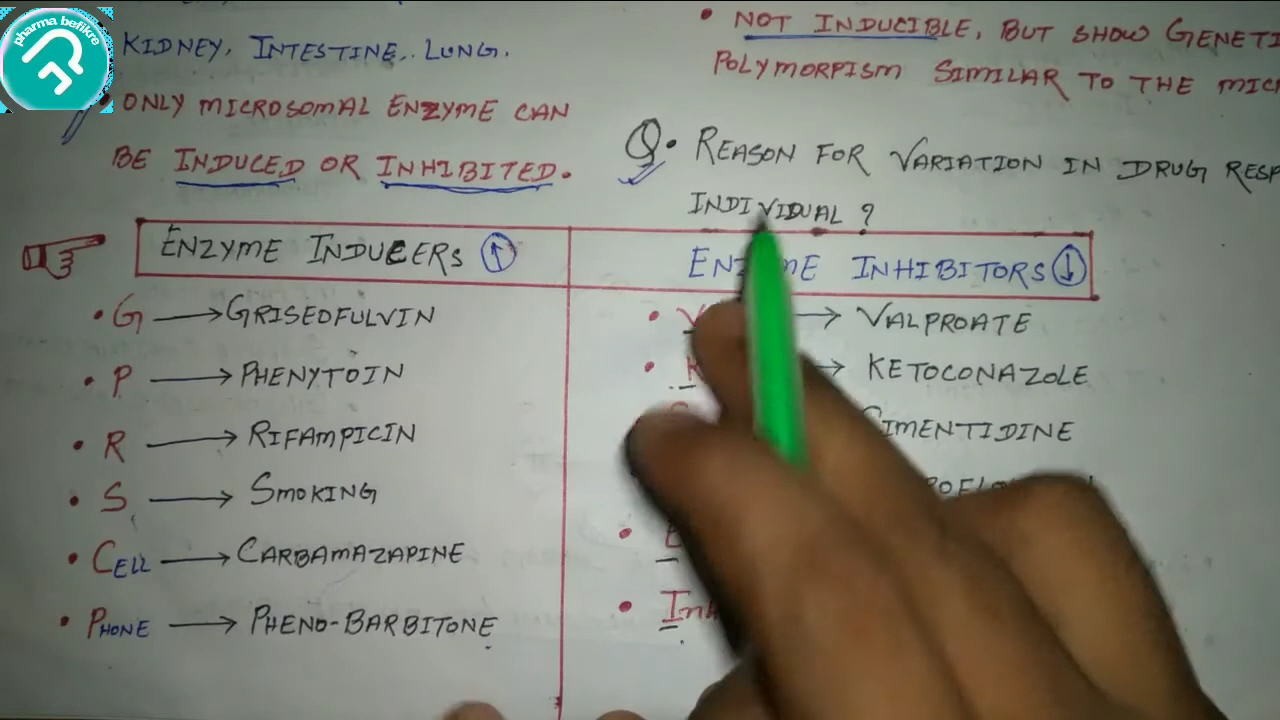 pharma befikre
KIDNEY, INTESTINE, LUNG.
• ONLY MICROSOMAL ENZYME CAN
BE INDUCED OR INHIBITED.
• NOT INDUCIBLE, BUT SHOW GENETI
POLYMORPISM SIMILAR TO THE MIC
Q• REASON FOR VARIATION IN DRUG RESP
INDIVIDUAL ?
ENZYME INDUCERS ↑
• G → GRISEOFULVIN
• P → PHENYTOIN
• R → RIFAMPICIN
• S → SMOKING
• CELL → CARBAMAZAPINE
• PHONE → PHENO-BARBITONE
INHIBITORS ↓
• V → VALPROATE
• K → KETOCONAZOLE
CIMENTIDINE